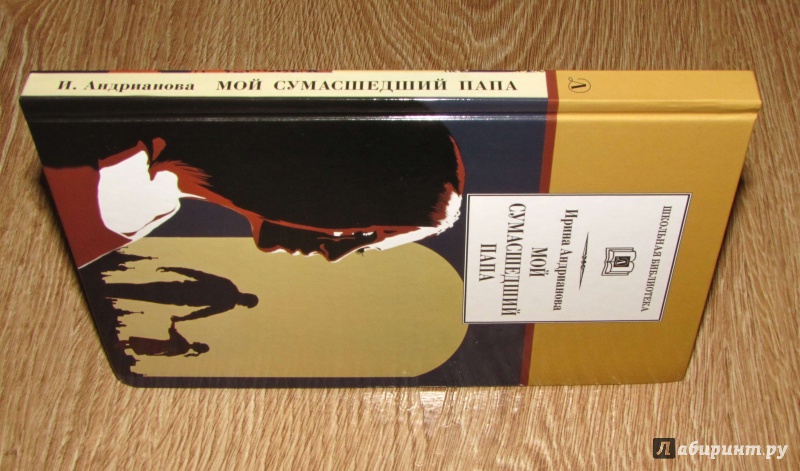 И. Андрианова МОЙ СУМАСШЕДШИЙ ПАПА
ШКОЛЬНАЯ БИБЛИОТЕКА
Ирина Андрианова
МОЙ
СУМАСШЕДШИЙ
ПАПА
Лабиринт.ру